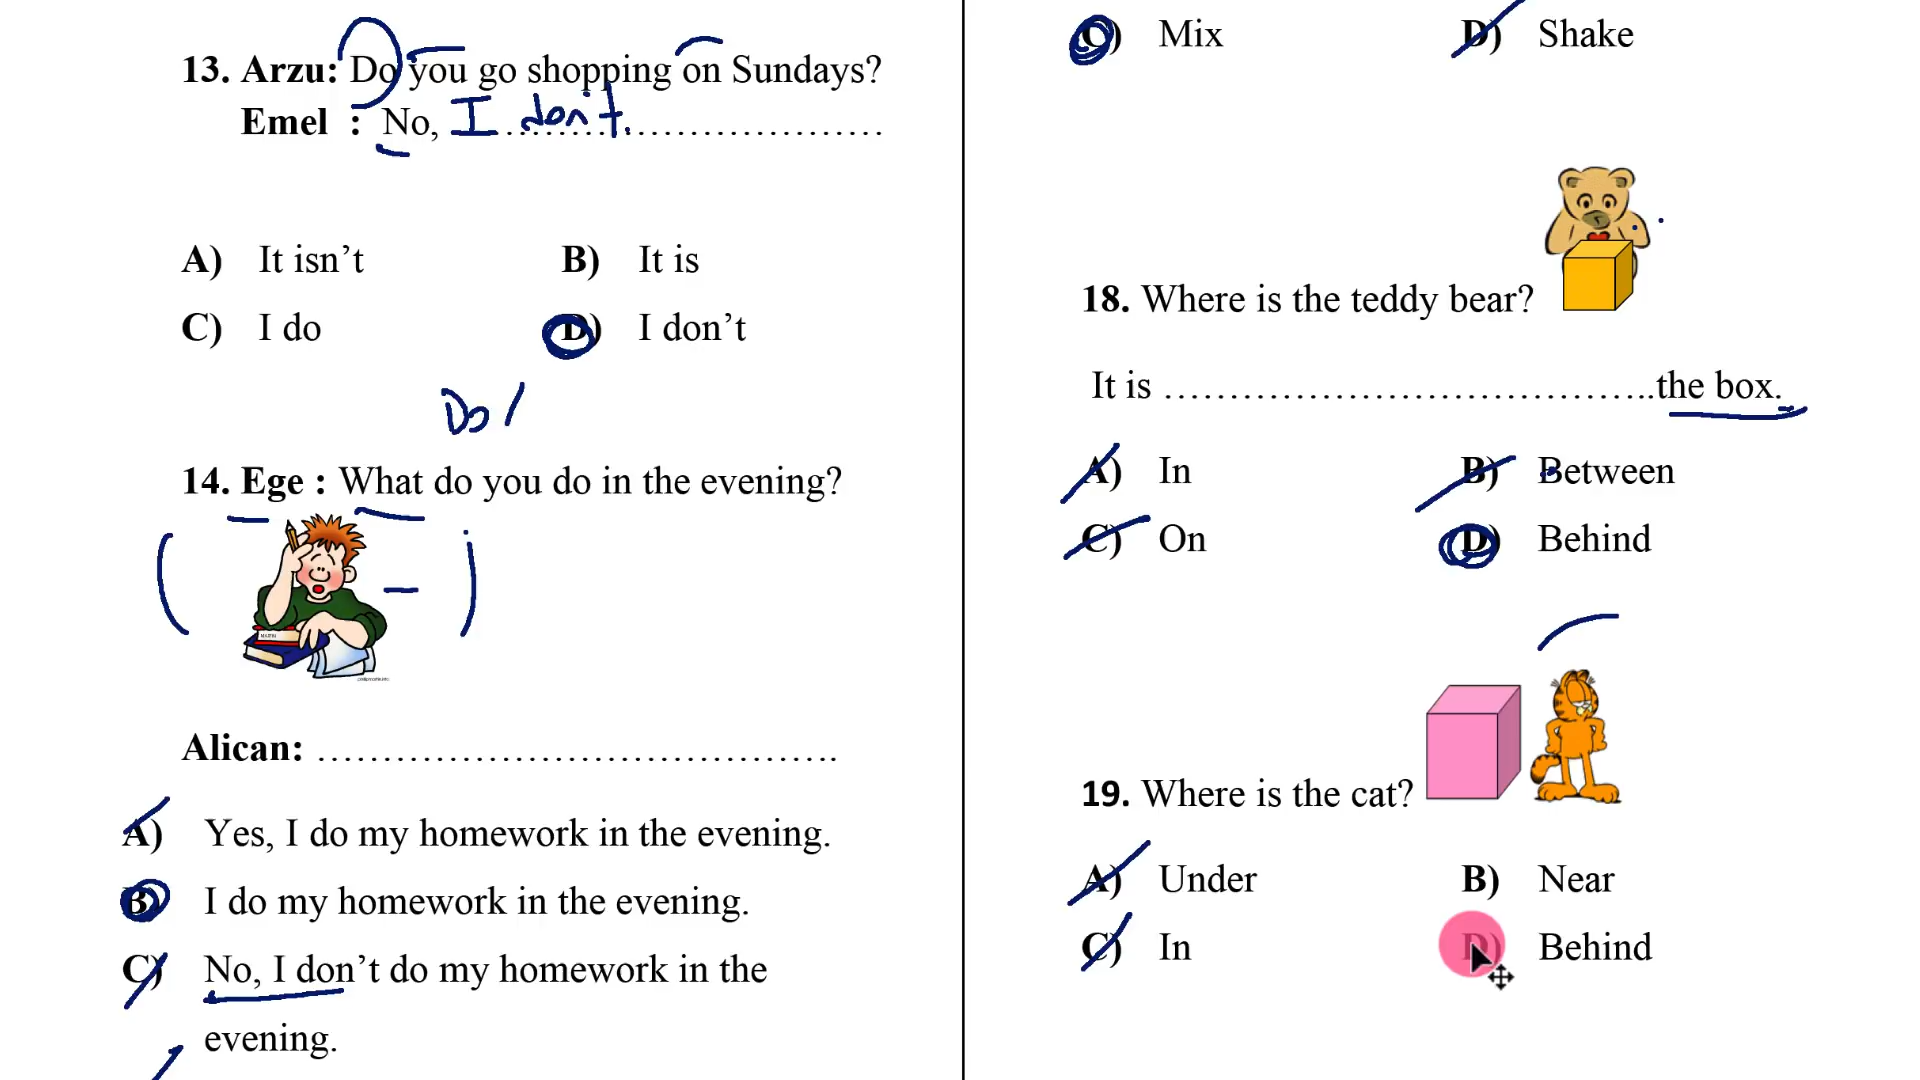 13. Arzu: Do you go shopping on Sundays?
Emel : No, I don't.……………………
A) It isn’t
B) It is
C) I do
D) I don’t
Do
14. Ege : What do you do in the evening?
Alican: ………………………………….
A) Yes, I do my homework in the evening.
B) I do my homework in the evening.
C) No, I don’t do my homework in the
evening.
C) Mix
D) Shake
18. Where is the teddy bear?
It is ………………………………..the box.
A) In
B) Between
C) On
D) Behind
19. Where is the cat?
A) Under
B) Near
C) In
D) Behind